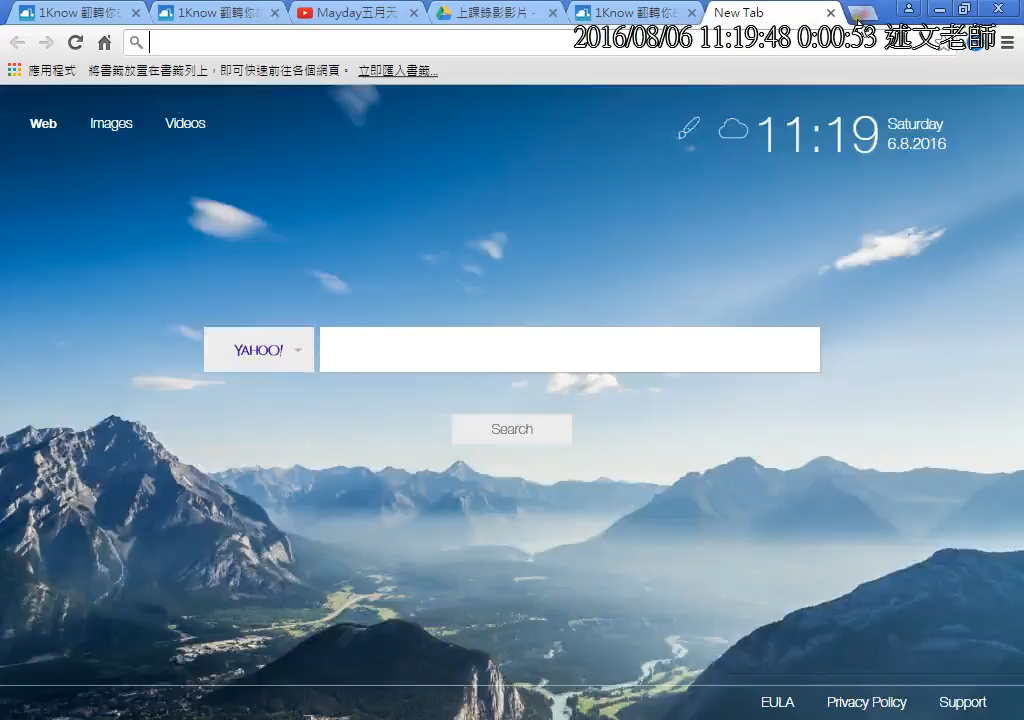 1Know 翻轉你
1Know 翻轉你
Mayday五月天
上課錄影影片 -
1Know 翻轉你
New Tab
2016/08/06 11:19:48 0:00:53 述文老師
應用程式 將書籤放置在書籤列上，即可快速前往各個網頁。 立即匯入書籤...
Web Images Videos
11:19
Saturday
6.8.2016
YAHOO!
Search
EULA Privacy Policy Support